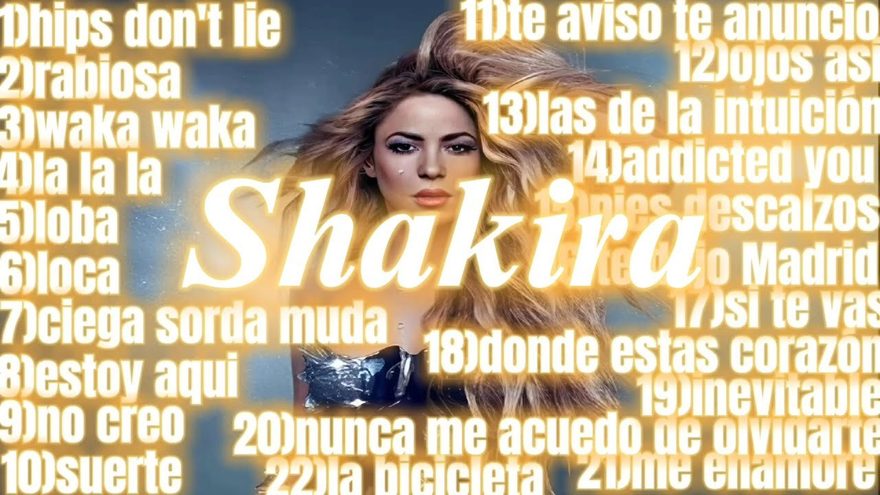 1)hips don't lie
2)rabiosa
3)waka waka
4)la la la
5)loba
6)loca
7)ciega sorda muda
8)estoy aqui
9)no creo
10)suerte
Shakira
11)te aviso te anuncio
12)ojos asi
13)las de la intuición
14)addicted you
15)pies descalzos
Madrid
17)si te vas
18)donde estas corazón
19)inevitable
20)nunca me acuedo de olvidarte
22)la bicicleta
21)me enamore